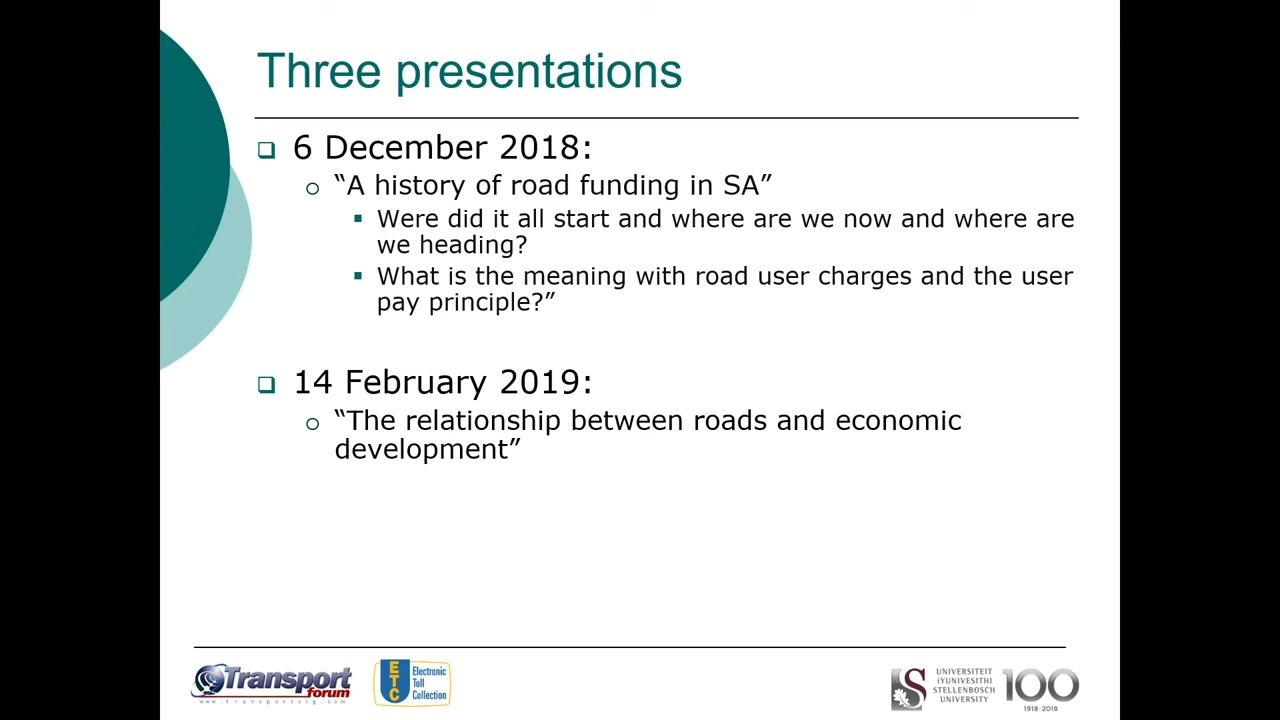 Three presentations
6 December 2018:
“A history of road funding in SA”
Were did it all start and where are we now and where are
we heading?
What is the meaning with road user charges and the user
pay principle?”
14 February 2019:
“The relationship between roads and economic
development”
Transport
forum
www.transportsig.com
ETC
Electronic
Toll
Collection
UNIVERSITEIT
iYUNIVESITHI
STELLENBOSCH
UNIVERSITY
100
1918·2018